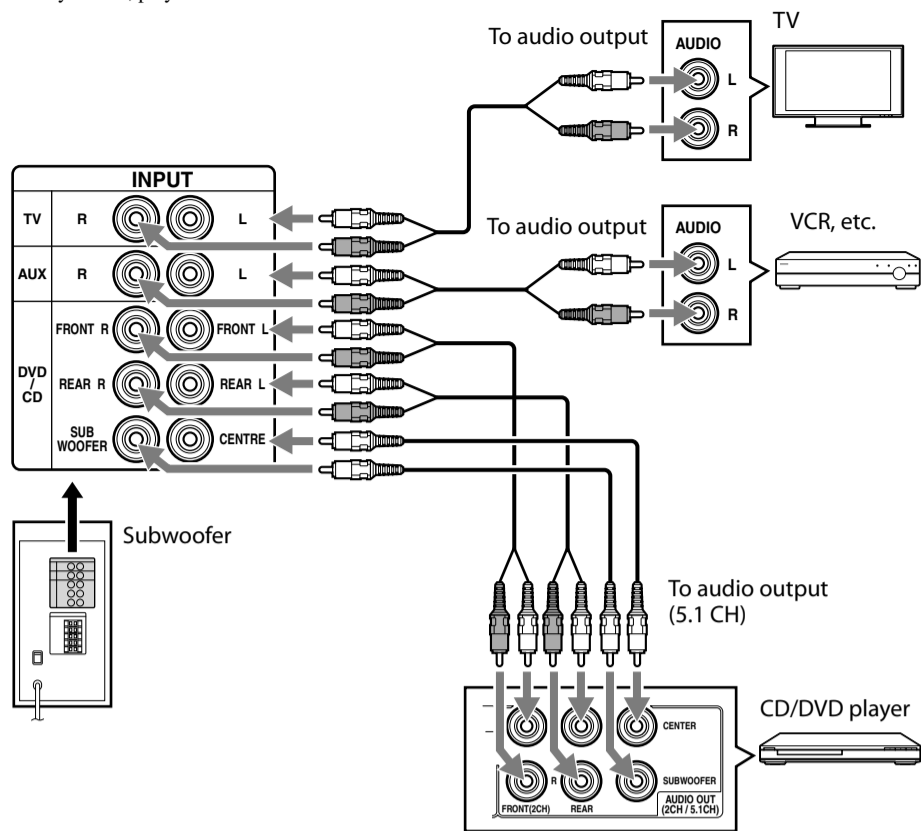 TV
To audio output
AUDIO
L
R
INPUT
TV R L
To audio output
VCR, etc.
AUDIO
L
R
AUX R L
FRONT R FRONT L
DVD
/
CD
REAR R REAR L
SUB
WOOFER
CENTRE
Subwoofer
To audio output
(5.1 CH)
CD/DVD player
CENTER
R
SUBWOOFER
FRONT(2CH) REAR
AUDIO OUT
(2CH / 5.1CH)